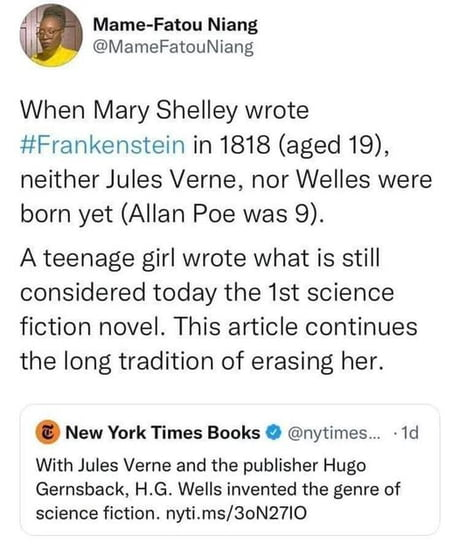 Mame-Fatou Niang
@MameFatouNiang
When Mary Shelley wrote
#Frankenstein in 1818 (aged 19),
neither Jules Verne, nor Welles were
born yet (Allan Poe was 9).
A teenage girl wrote what is still
considered today the 1st science
fiction novel. This article continues
the long tradition of erasing her.
New York Times Books @nytimes... · 1d
With Jules Verne and the publisher Hugo
Gernsback, H.G. Wells invented the genre of
science fiction. nyti.ms/3oN27IO